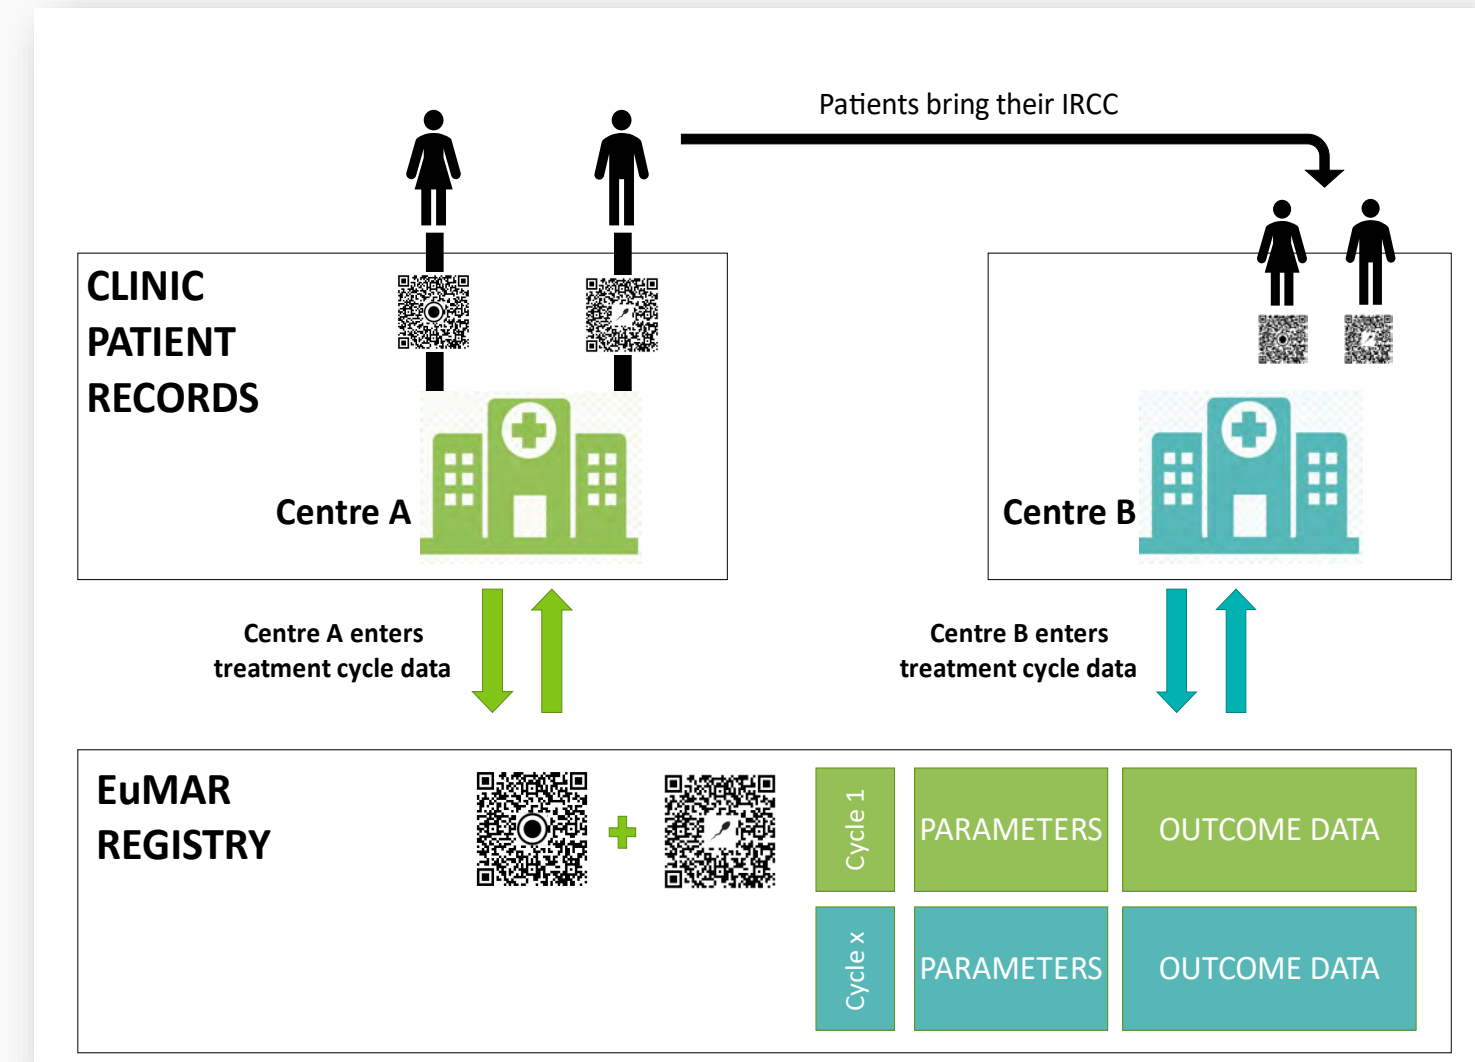 Patients bring their IRCC
CLINIC
PATIENT
RECORDS
Centre A
Centre B
Centre A enters
treatment cycle data
Centre B enters
treatment cycle data
EuMAR
REGISTRY
Cycle 1
PARAMETERS
OUTCOME DATA
Cycle x
PARAMETERS
OUTCOME DATA